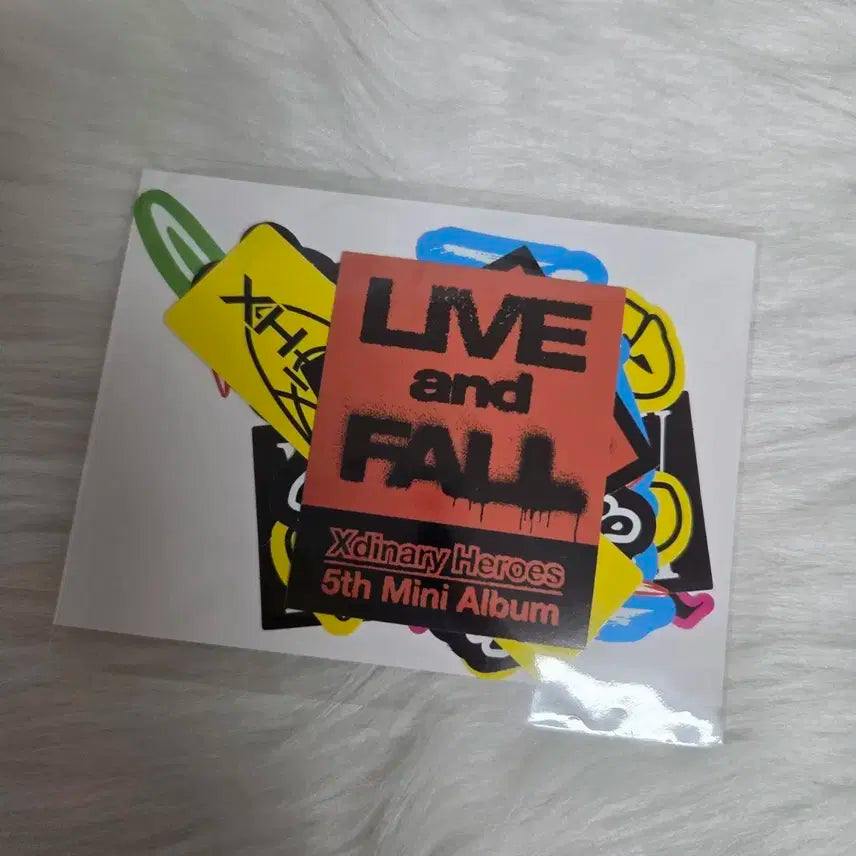 LIVE
and
FALL
Xdinary Heroes
5th Mini Album
X·H